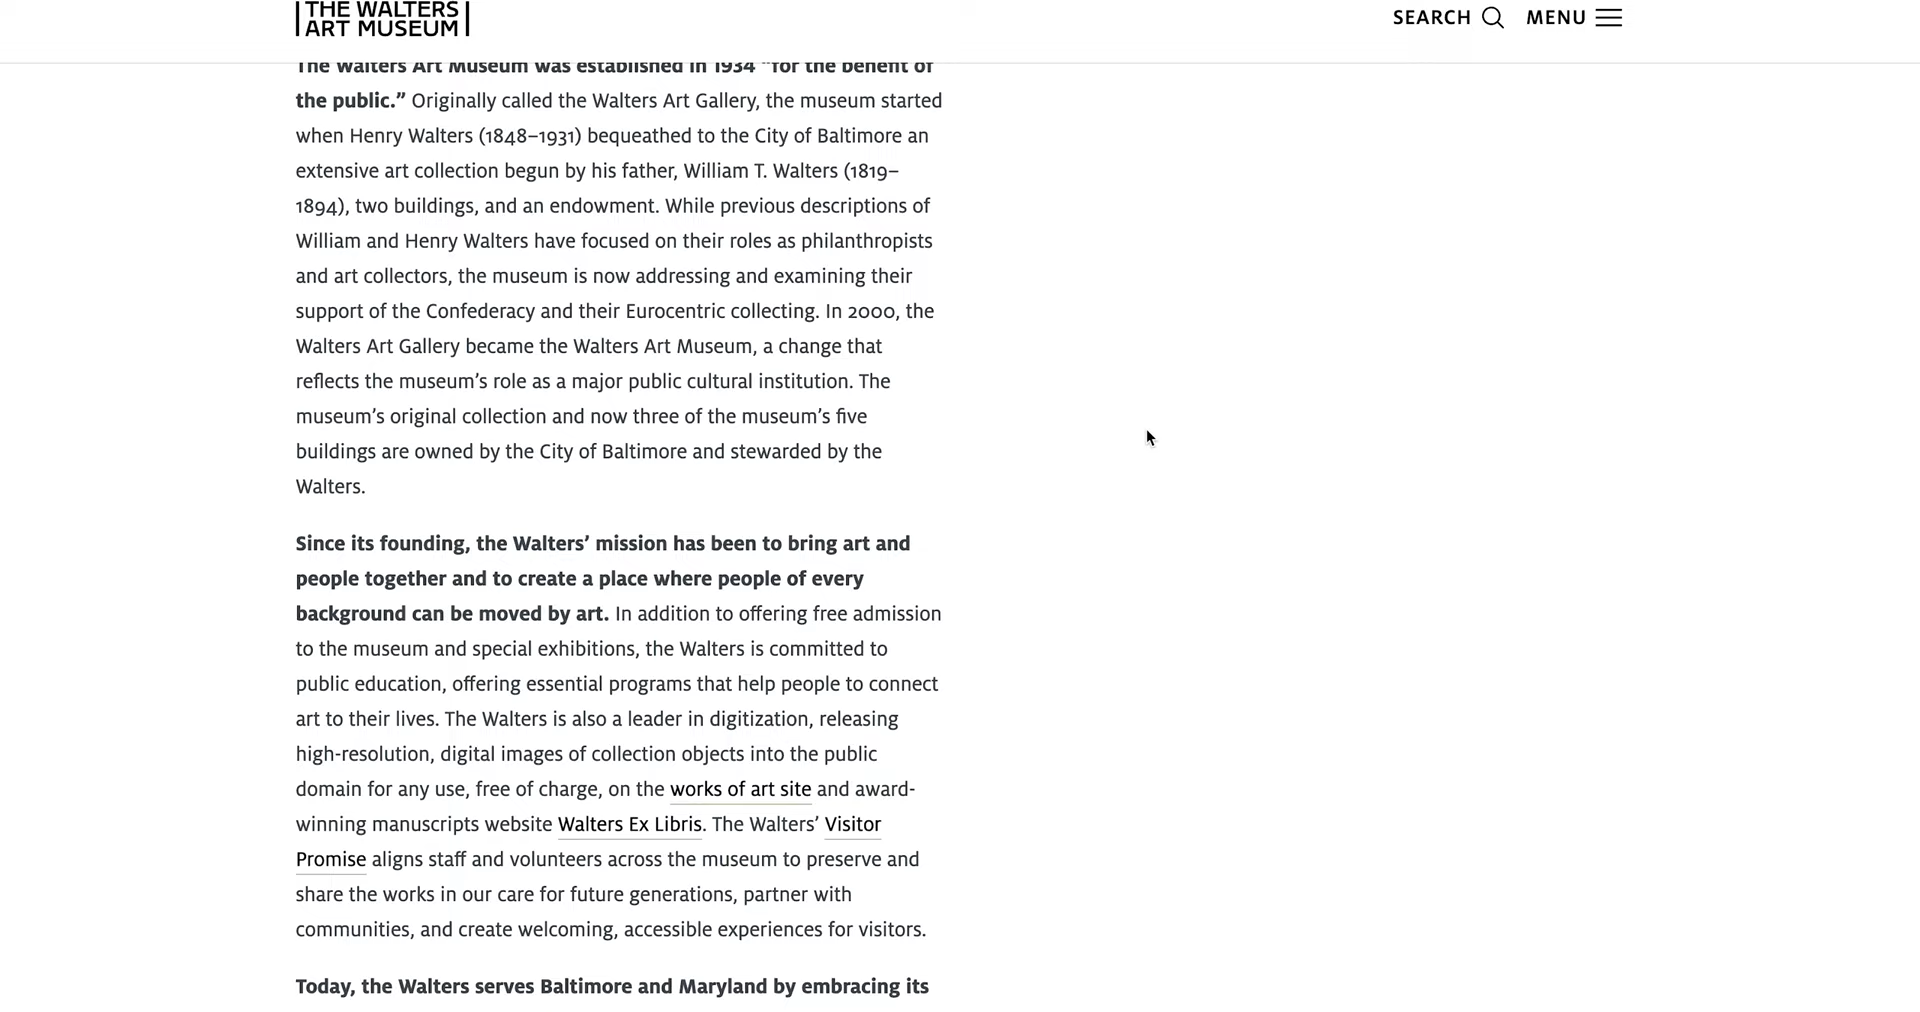 THE WALTERS
ART MUSEUM
SEARCH
MENU
The Walters Art Museum was established in 1934 “for the benefit of
the public.” Originally called the Walters Art Gallery, the museum started
when Henry Walters (1848–1931) bequeathed to the City of Baltimore an
extensive art collection begun by his father, William T. Walters (1819–
1894), two buildings, and an endowment. While previous descriptions of
William and Henry Walters have focused on their roles as philanthropists
and art collectors, the museum is now addressing and examining their
support of the Confederacy and their Eurocentric collecting. In 2000, the
Walters Art Gallery became the Walters Art Museum, a change that
reflects the museum’s role as a major public cultural institution. The
museum’s original collection and now three of the museum’s five
buildings are owned by the City of Baltimore and stewarded by the
Walters.
Since its founding, the Walters’ mission has been to bring art and
people together and to create a place where people of every
background can be moved by art. In addition to offering free admission
to the museum and special exhibitions, the Walters is committed to
public education, offering essential programs that help people to connect
art to their lives. The Walters is also a leader in digitization, releasing
high-resolution, digital images of collection objects into the public
domain for any use, free of charge, on the works of art site and award-
winning manuscripts website Walters Ex Libris. The Walters’ Visitor
Promise aligns staff and volunteers across the museum to preserve and
share the works in our care for future generations, partner with
communities, and create welcoming, accessible experiences for visitors.
Today, the Walters serves Baltimore and Maryland by embracing its